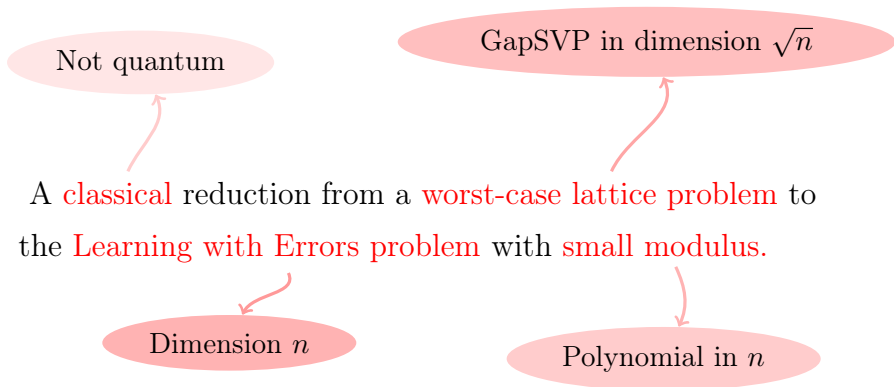 GapSVP in dimension √n
Not quantum
A classical reduction from a worst-case lattice problem to
the Learning with Errors problem with small modulus.
Dimension n
Polynomial in n